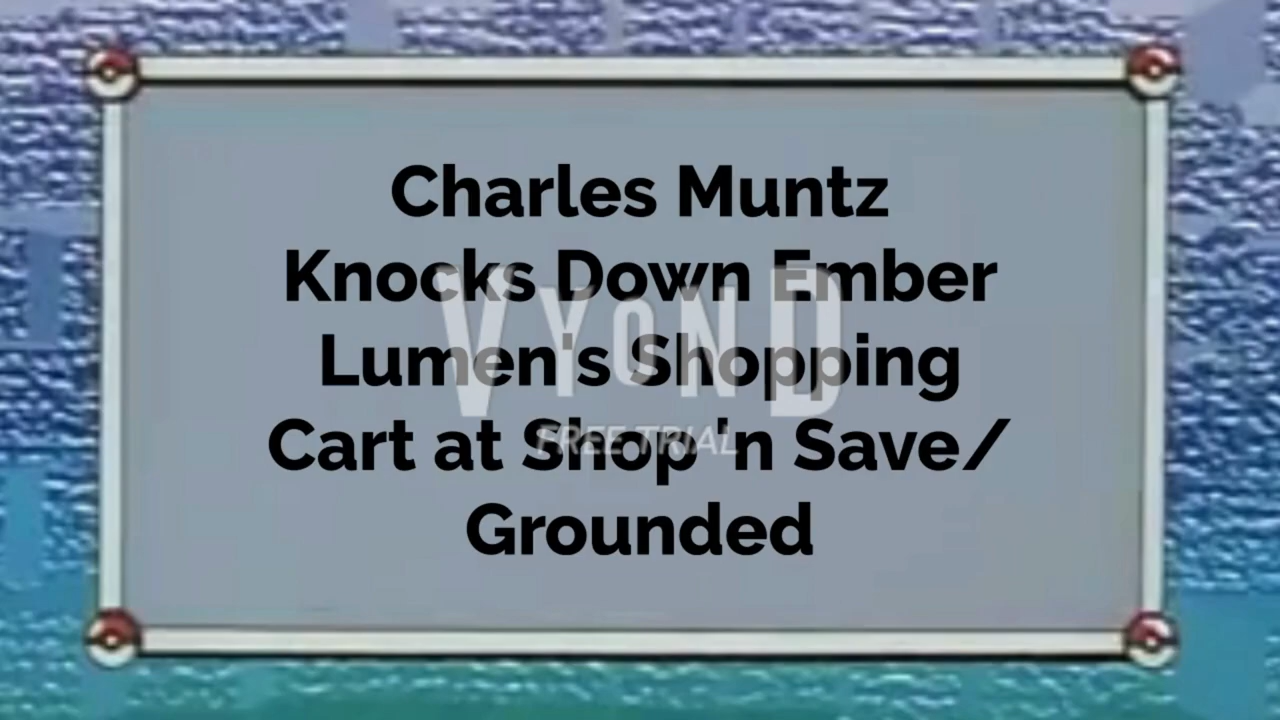 Charles Muntz
Knocks Down Ember
Lumen's Shopping
Cart at Shop 'n Save/
Grounded
VYOND
FREE TRIAL